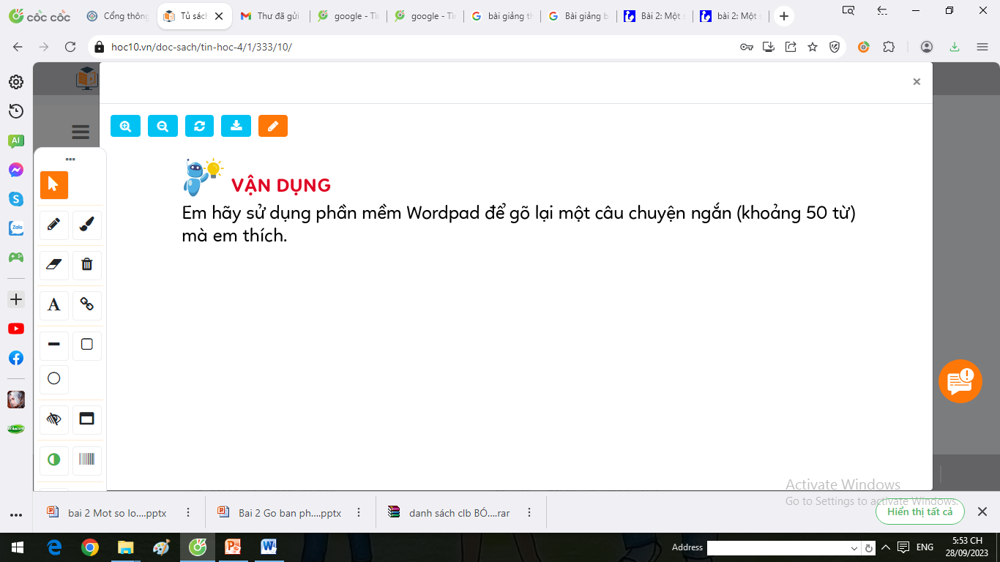 cốc cốc
Cổng thông
Tủ sách
Thư đã gửi
google - Tìr
google - Tìr
bài giảng th
Bài giảng b
Bài 2: Một s
bài 2: Một s
hoc10.vn/doc-sach/tin-hoc-4/1/333/10/
AI
Zalo
VẬN DỤNG
Em hãy sử dụng phần mềm Wordpad để gõ lại một câu chuyện ngắn (khoảng 50 từ)
mà em thích.
A
Activate Windows
Go to Settings to activate Windows.
bai 2 Mot so lo....pptx
Bai 2 Go ban ph....pptx
danh sách clb BÓ....rar
Hiển thị tất cả
Address
ENG
5:53 CH
28/09/2023